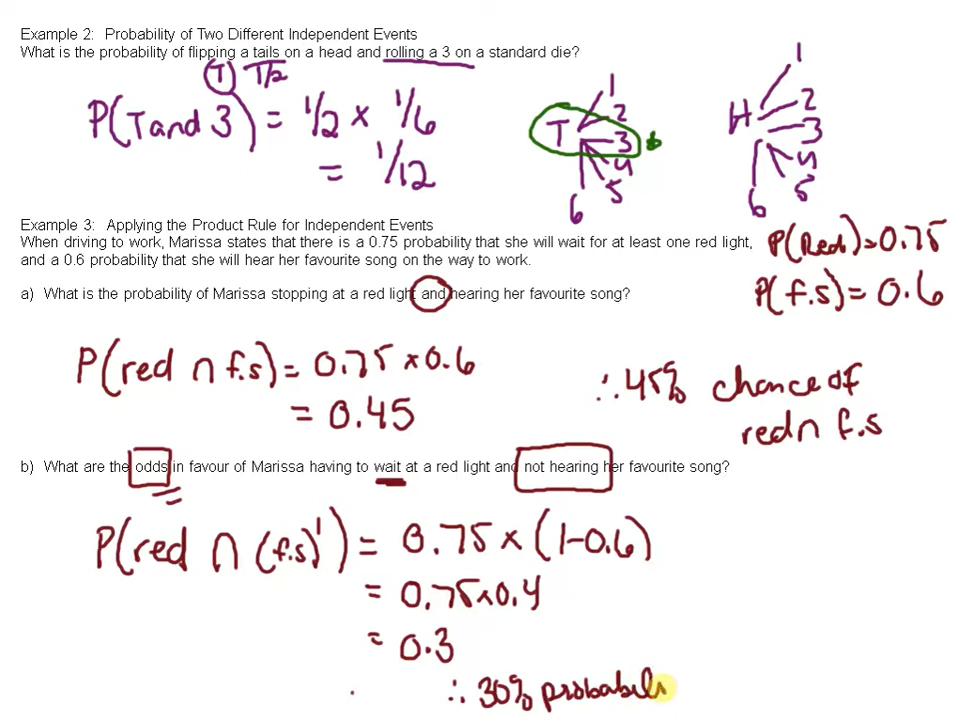 Example 2: Probability of Two Different Independent Events
What is the probability of flipping a tails on a head and rolling a 3 on a standard die?
P(T and 3) = 1/2 × 1/6
= 1/12
T
1
2
3
4
5
6
H
1
2
3
4
5
6
Example 3: Applying the Product Rule for Independent Events
When driving to work, Marissa states that there is a 0.75 probability that she will wait for at least one red light,
and a 0.6 probability that she will hear her favourite song on the way to work.
P(Red)=0.75
P(f.s)=0.6
a) What is the probability of Marissa stopping at a red light and hearing her favourite song?
P(red ∩ f.s) = 0.75 × 0.6
= 0.45
∴ 45% chance of
red ∩ f.s
b) What are the odds in favour of Marissa having to wait at a red light and not hearing her favourite song?
P(red ∩ (f.s)') = 0.75 × (1-0.6)
= 0.75×0.4
= 0.3
∴ 30% probabeli